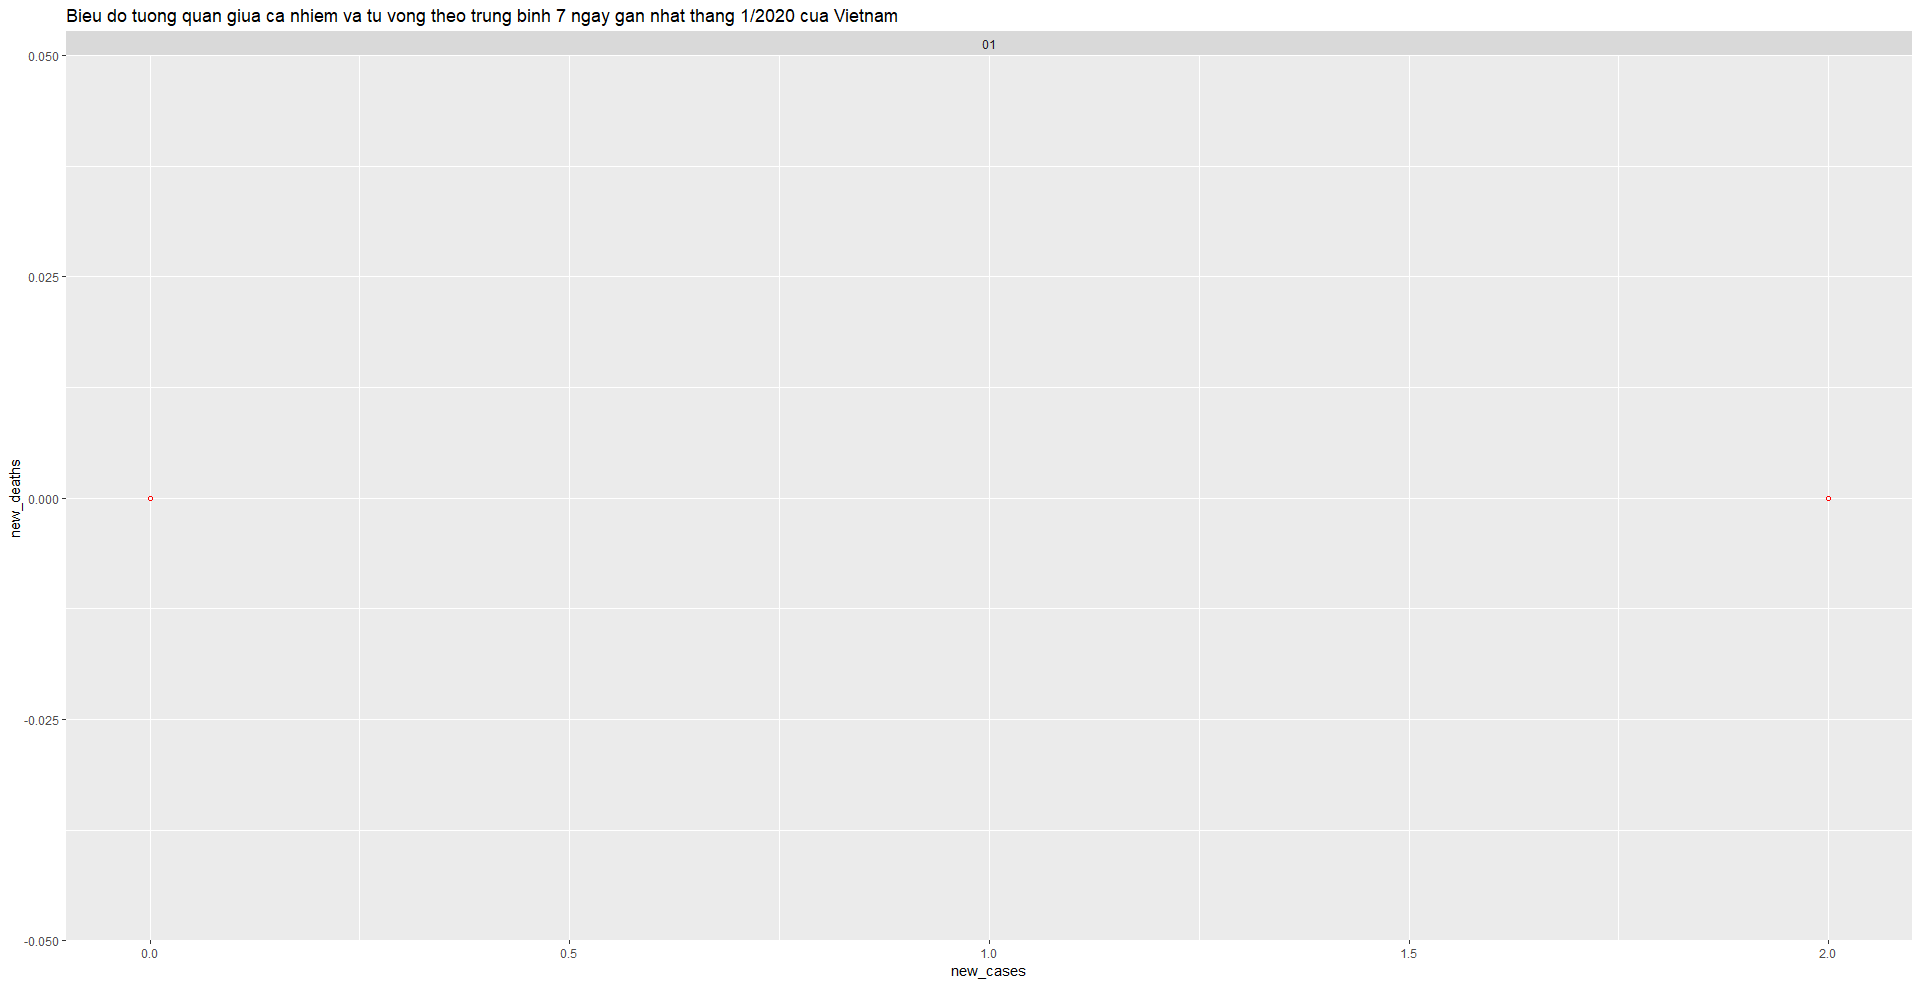 Bieu do tuong quan giua ca nhiem va tu vong theo trung binh 7 ngay gan nhat thang 1/2020 cua Vietnam
01
0.050
0.025
0.000
-0.025
-0.050
new_deaths
0.0 0.5 1.0 1.5 2.0
new_cases